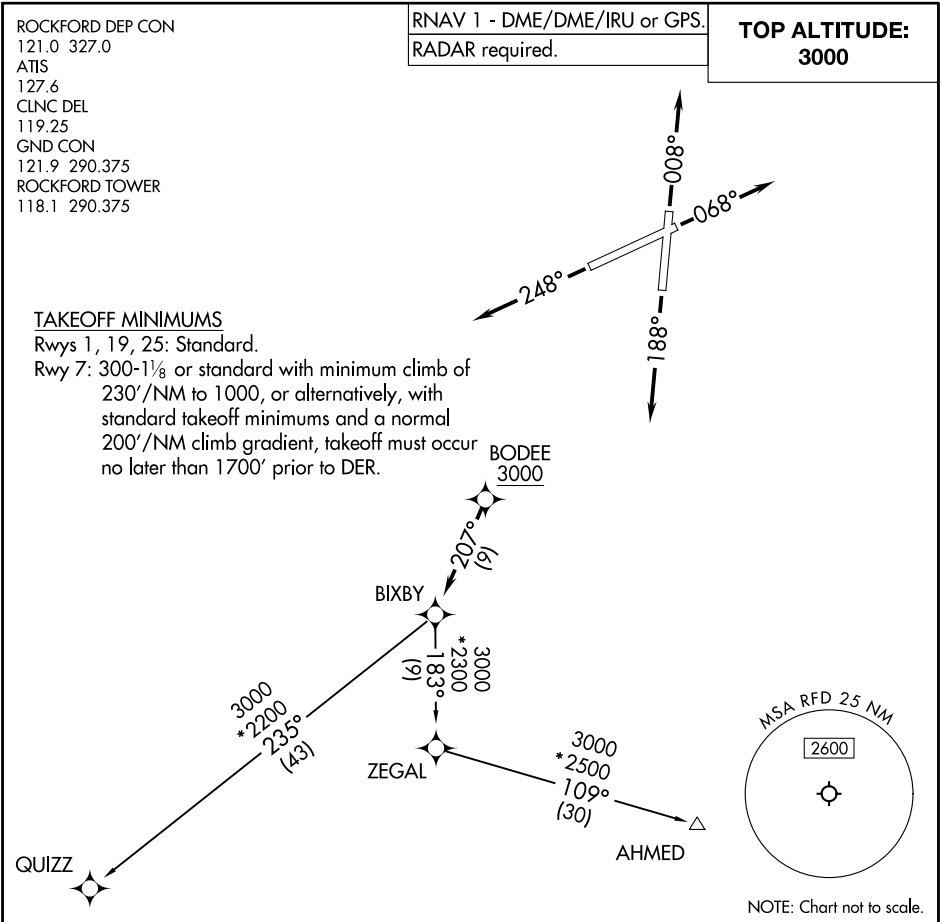 ROCKFORD DEP CON
121.0 327.0
ATIS
127.6
CLNC DEL
119.25
GND CON
121.9 290.375
ROCKFORD TOWER
118.1 290.375
RNAV 1 - DME/DME/IRU or GPS.
RADAR required.
TOP ALTITUDE:
3000
008°
068°
248°
188°
TAKEOFF MINIMUMS
Rwys 1, 19, 25: Standard.
Rwy 7: 300-1⅛ or standard with minimum climb of
230'/NM to 1000, or alternatively, with
standard takeoff minimums and a normal
200'/NM climb gradient, takeoff must occur
no later than 1700' prior to DER.
BODEE
3000
207°
(9)
BIXBY
3000
*2300
183°
(9)
3000
*2200
235°
(43)
ZEGAL
3000
*2500
109°
(30)
AHMED
QUIZZ
MSA RFD 25 NM
2600
NOTE: Chart not to scale.